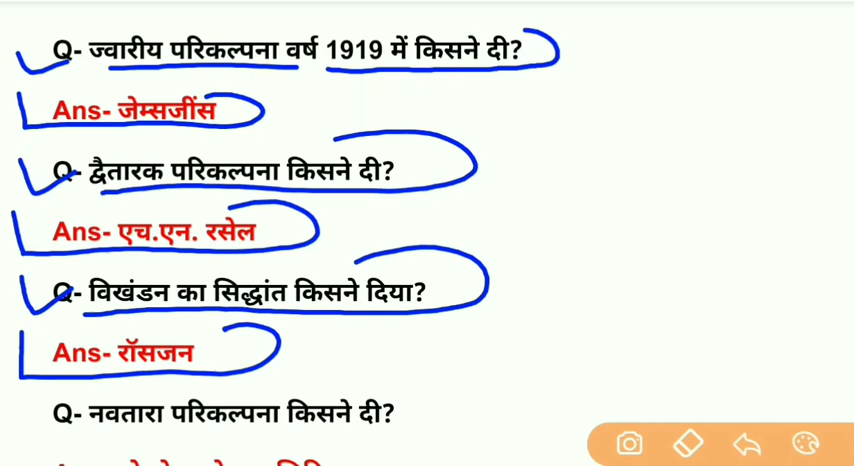 Q- ज्वारीय परिकल्पना वर्ष 1919 में किसने दी?
Ans- जेम्सजींस
Q- द्वैतारक परिकल्पना किसने दी?
Ans- एच.एन. रसेल
Q- विखंडन का सिद्धांत किसने दिया?
Ans- रॉसजन
Q- नवतारा परिकल्पना किसने दी?